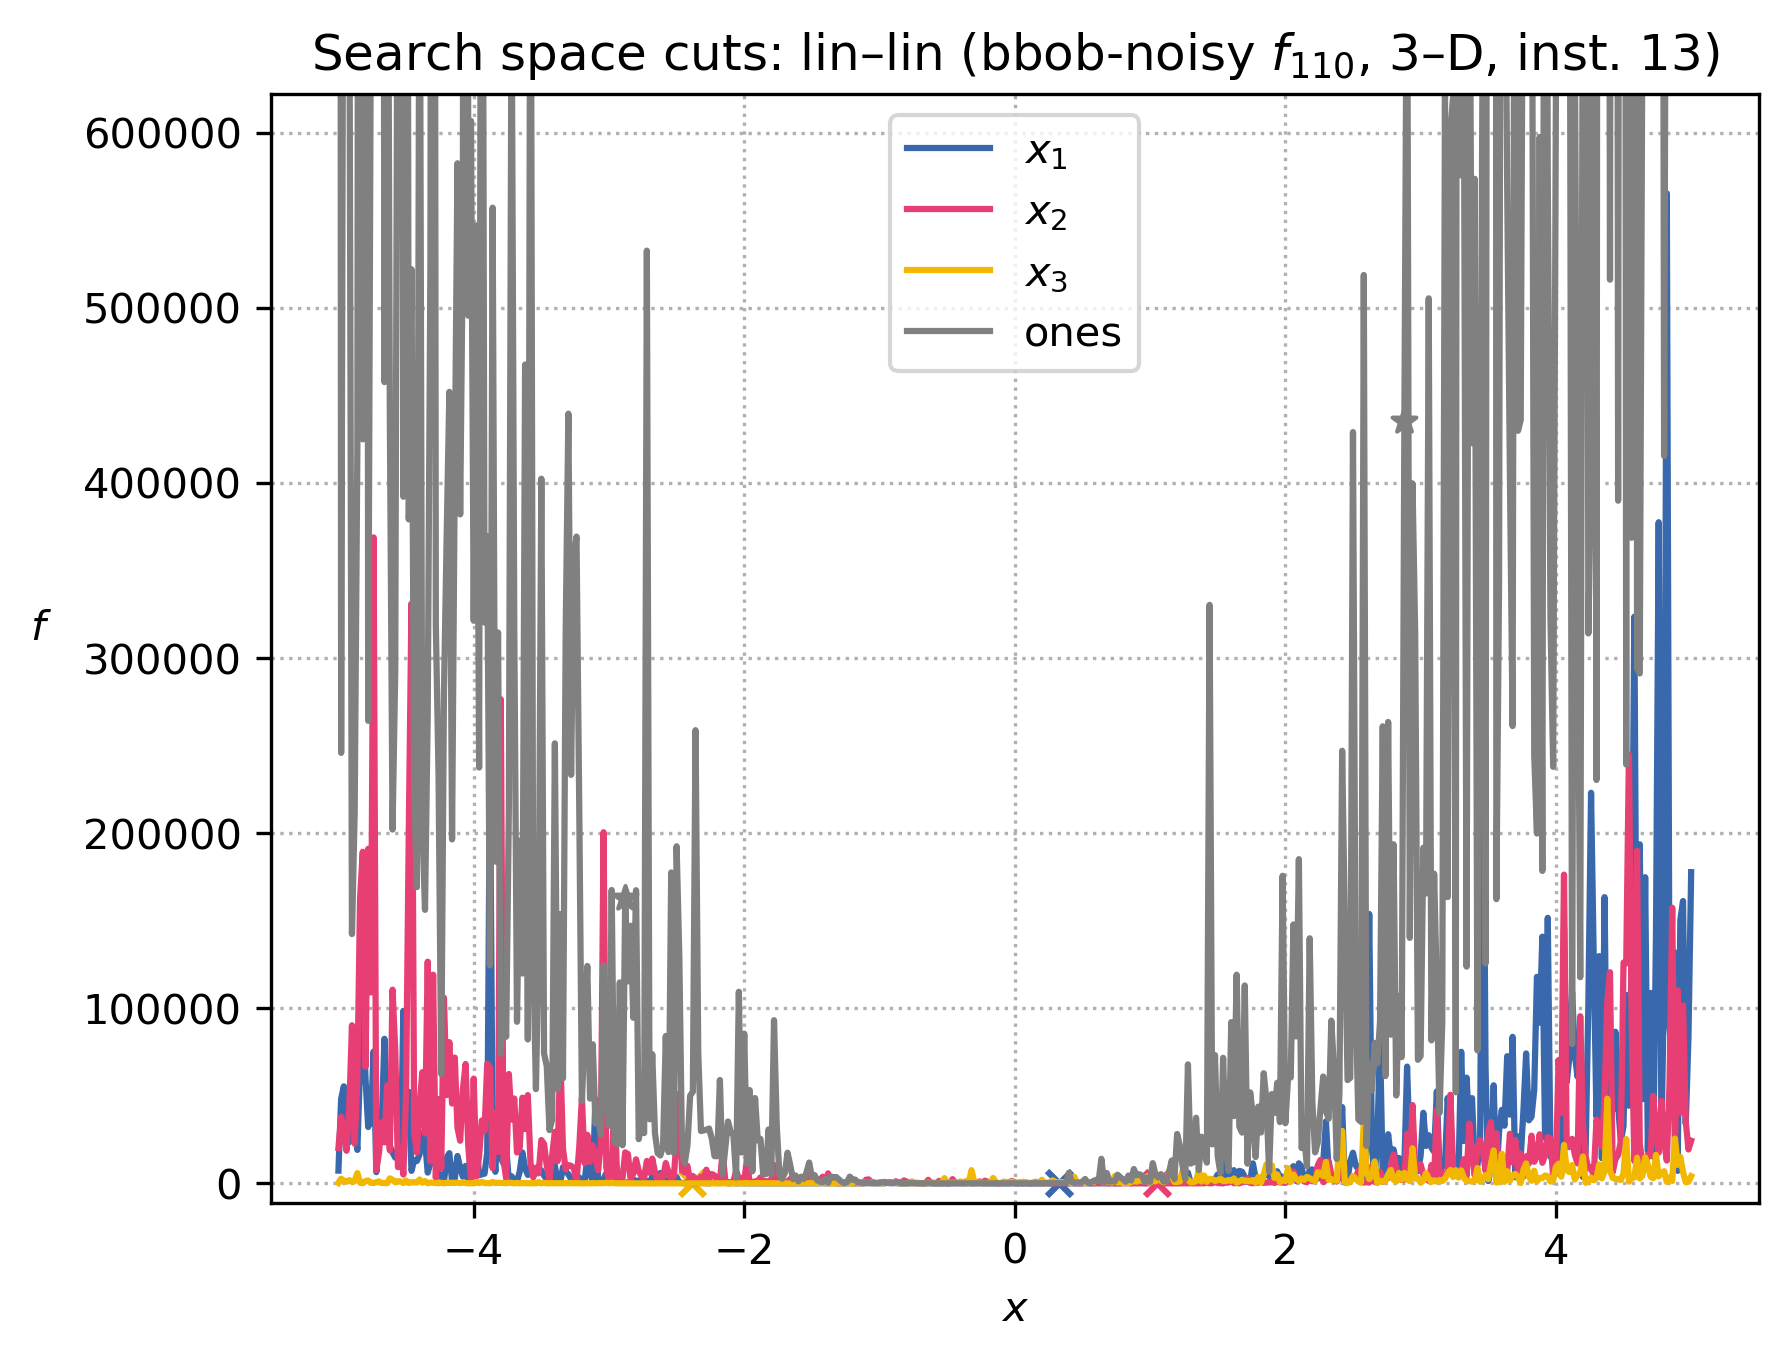 Search space cuts: lin–lin (bbob-noisy f₁₁₀, 3–D, inst. 13)
x₁
x₂
x₃
ones
f
600000
500000
400000
300000
200000
100000
0
−4 −2 0 2 4
x